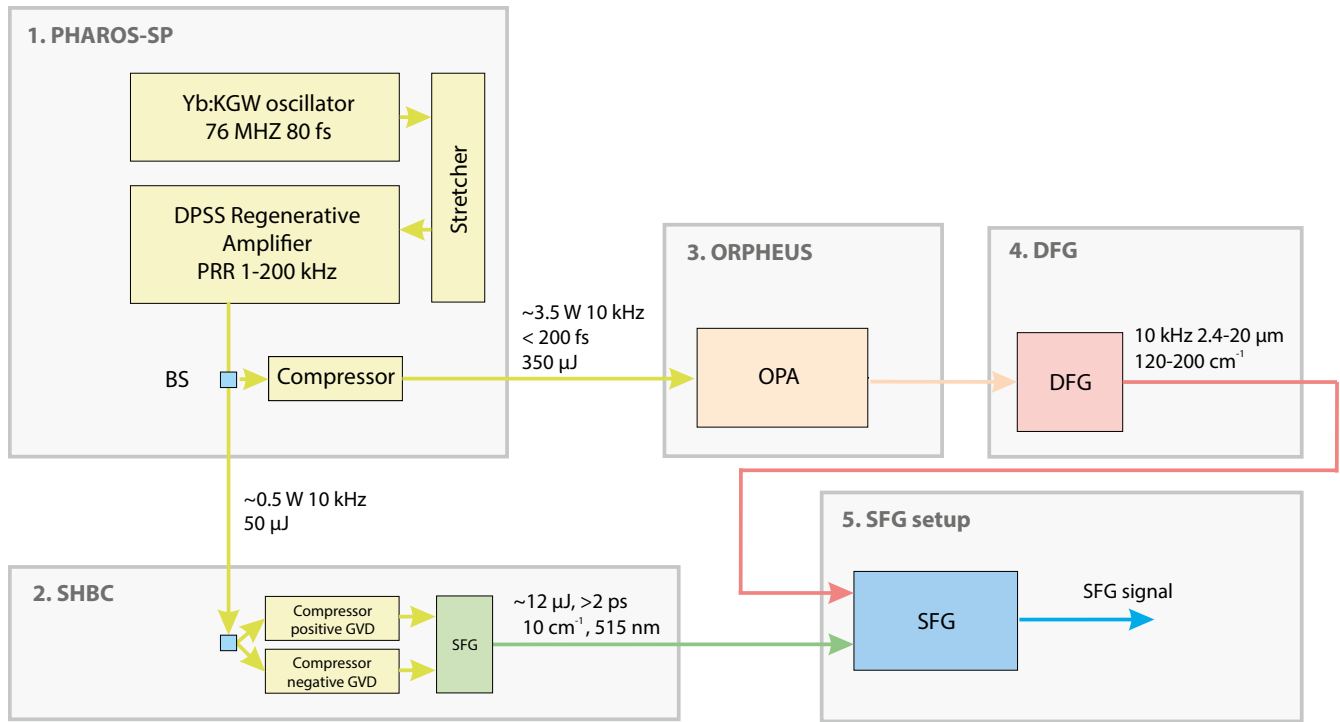 1. PHAROS-SP
Yb:KGW oscillator
76 MHZ 80 fs
Stretcher
DPSS Regenerative
Amplifier
PRR 1-200 kHz
BS
Compressor
~3.5 W 10 kHz
< 200 fs
350 µJ
3. ORPHEUS
OPA
4. DFG
DFG
10 kHz 2.4-20 µm
120-200 cm⁻¹
~0.5 W 10 kHz
50 µJ
2. SHBC
Compressor
positive GVD
Compressor
negative GVD
SFG
~12 µJ, >2 ps
10 cm⁻¹, 515 nm
5. SFG setup
SFG
SFG signal